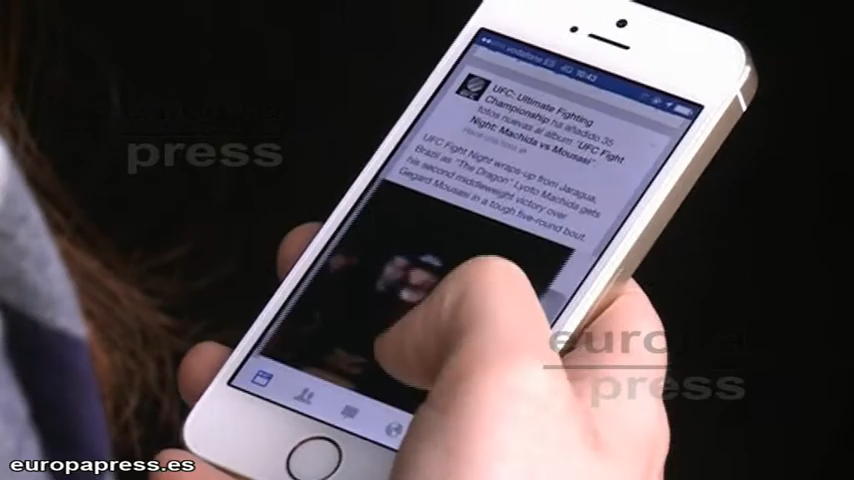 vodafone ES 4G 10:43
UFC: Ultimate Fighting
Championship ha añadido 35
fotos nuevas al álbum "UFC Fight
Night: Machida vs Mousasi".
UFC Fight Night wraps-up from Jaragua,
Brazil as "The Dragon" Lyoto Machida gets
his second middleweight victory over
Gegard Mousasi in a tough five-round bout.
europa
press
europa
press
europapress.es